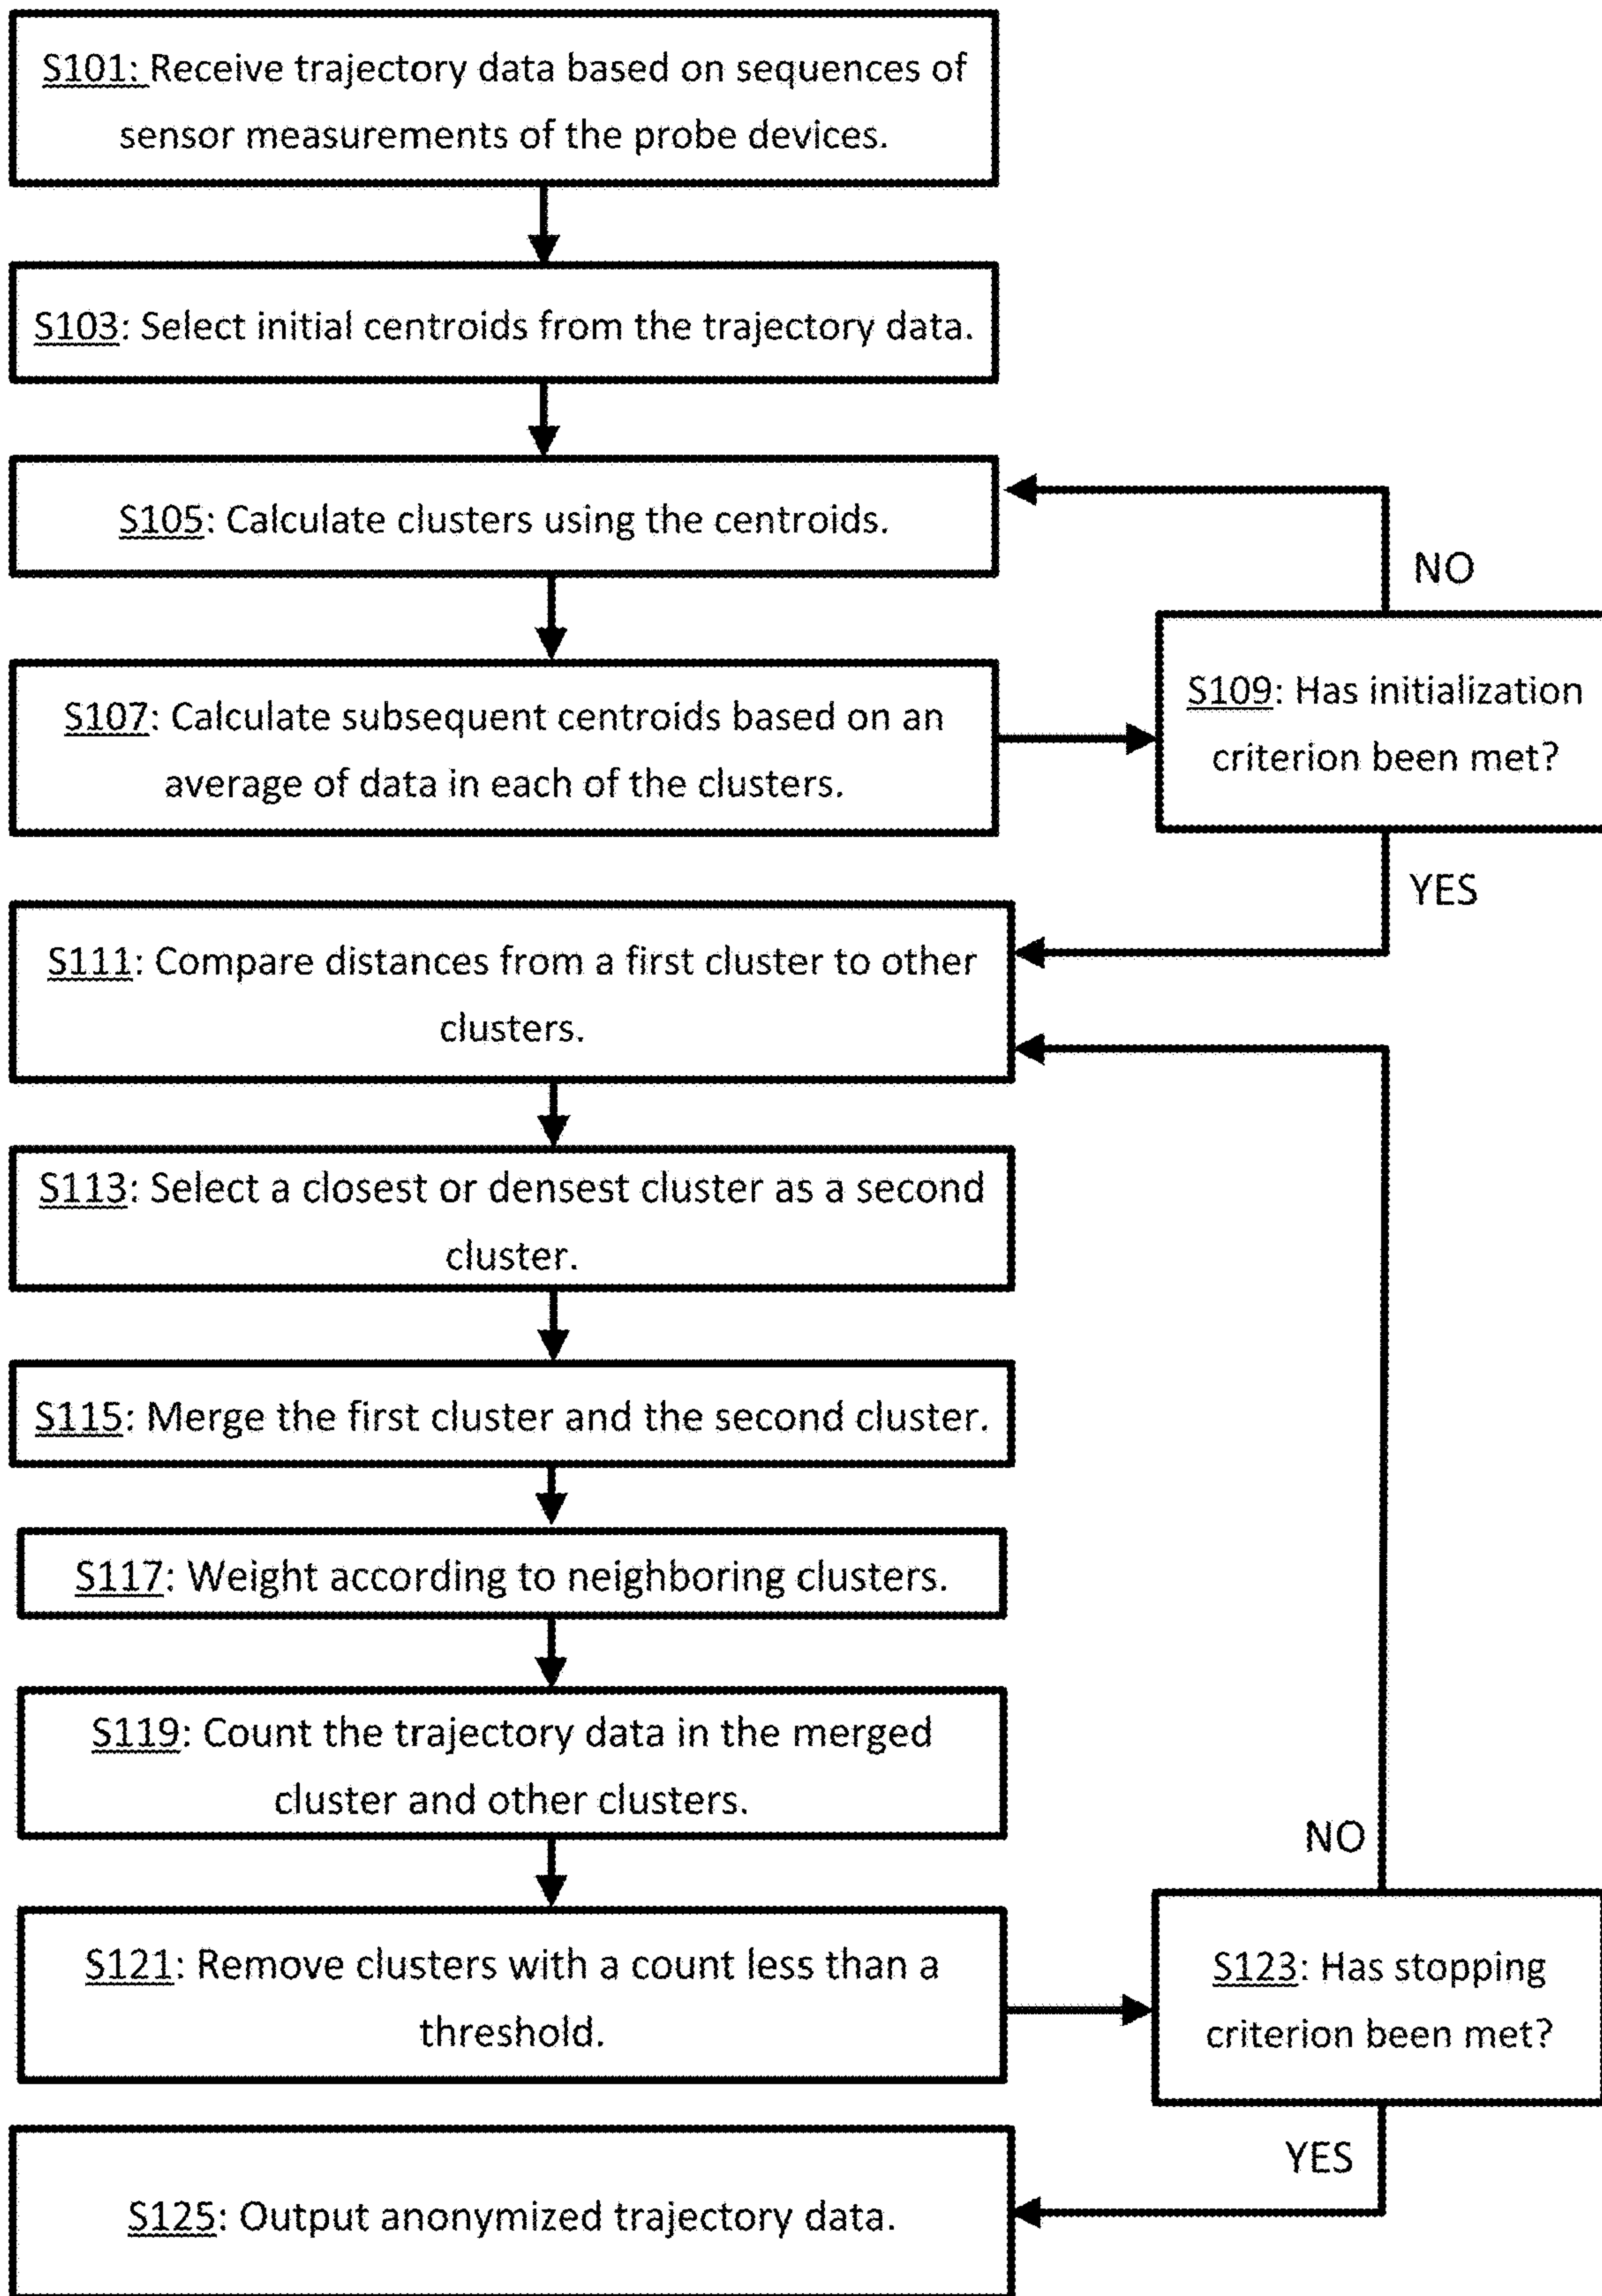 S101: Receive trajectory data based on sequences of
sensor measurements of the probe devices.
S103: Select initial centroids from the trajectory data.
S105: Calculate clusters using the centroids.
NO
S107: Calculate subsequent centroids based on an
average of data in each of the clusters.
S109: Has initialization
criterion been met?
YES
S111: Compare distances from a first cluster to other
clusters.
S113: Select a closest or densest cluster as a second
cluster.
S115: Merge the first cluster and the second cluster.
S117: Weight according to neighboring clusters.
S119: Count the trajectory data in the merged
cluster and other clusters.
NO
S121: Remove clusters with a count less than a
threshold.
S123: Has stopping
criterion been met?
YES
S125: Output anonymized trajectory data.